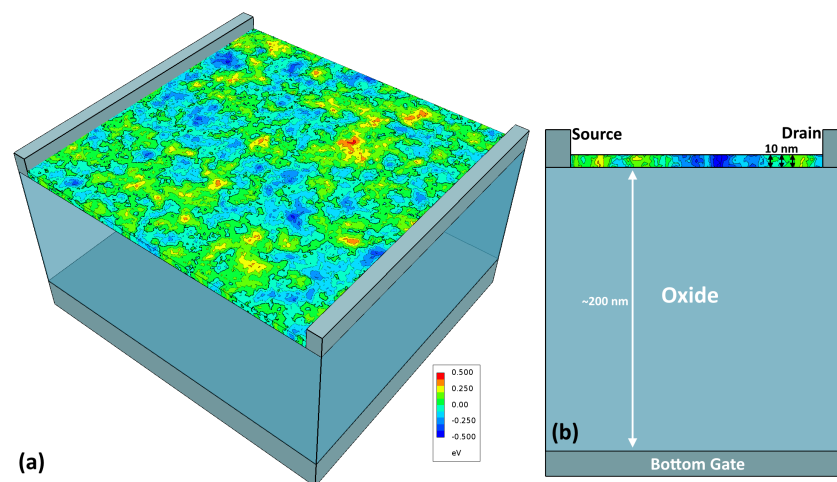 (a)
0.500
0.250
0.00
-0.250
-0.500
eV
Source
Drain
10 nm
~200 nm
Oxide
(b)
Bottom Gate